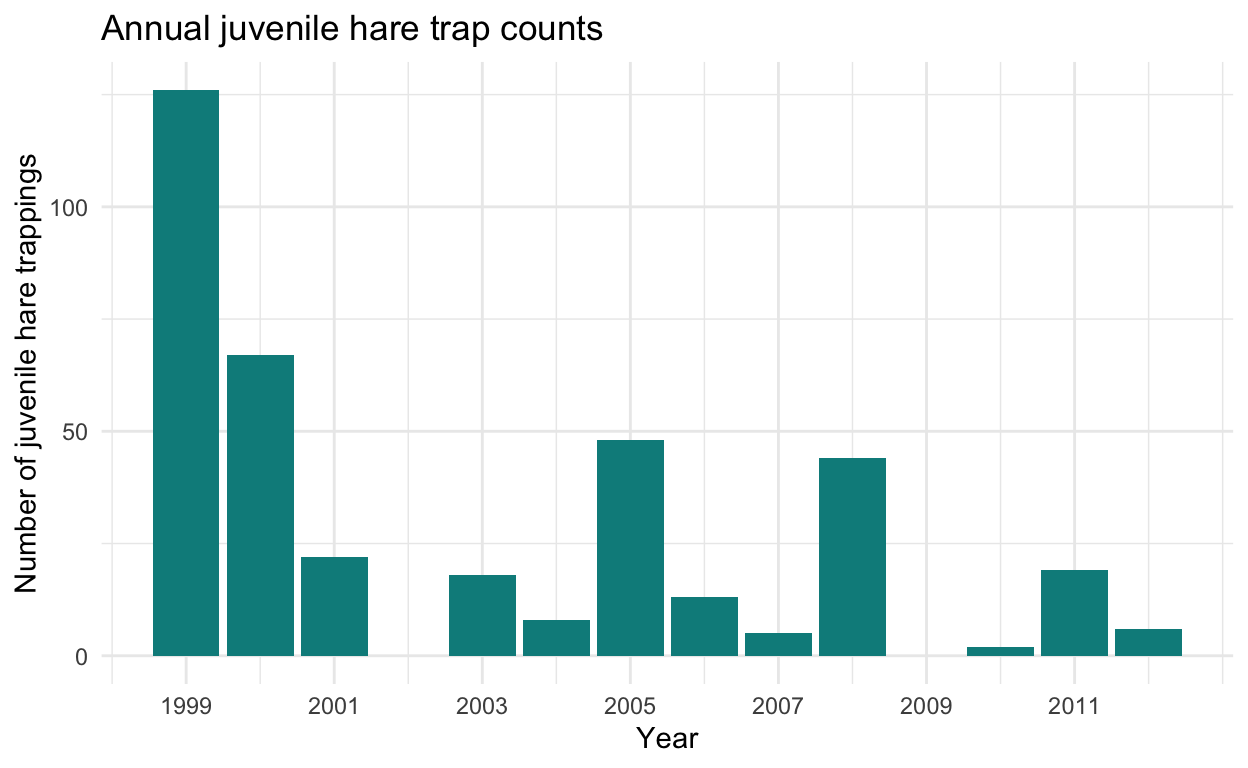 Annual juvenile hare trap counts
Number of juvenile hare trappings
100
50
0
1999 2001 2003 2005 2007 2009 2011
Year